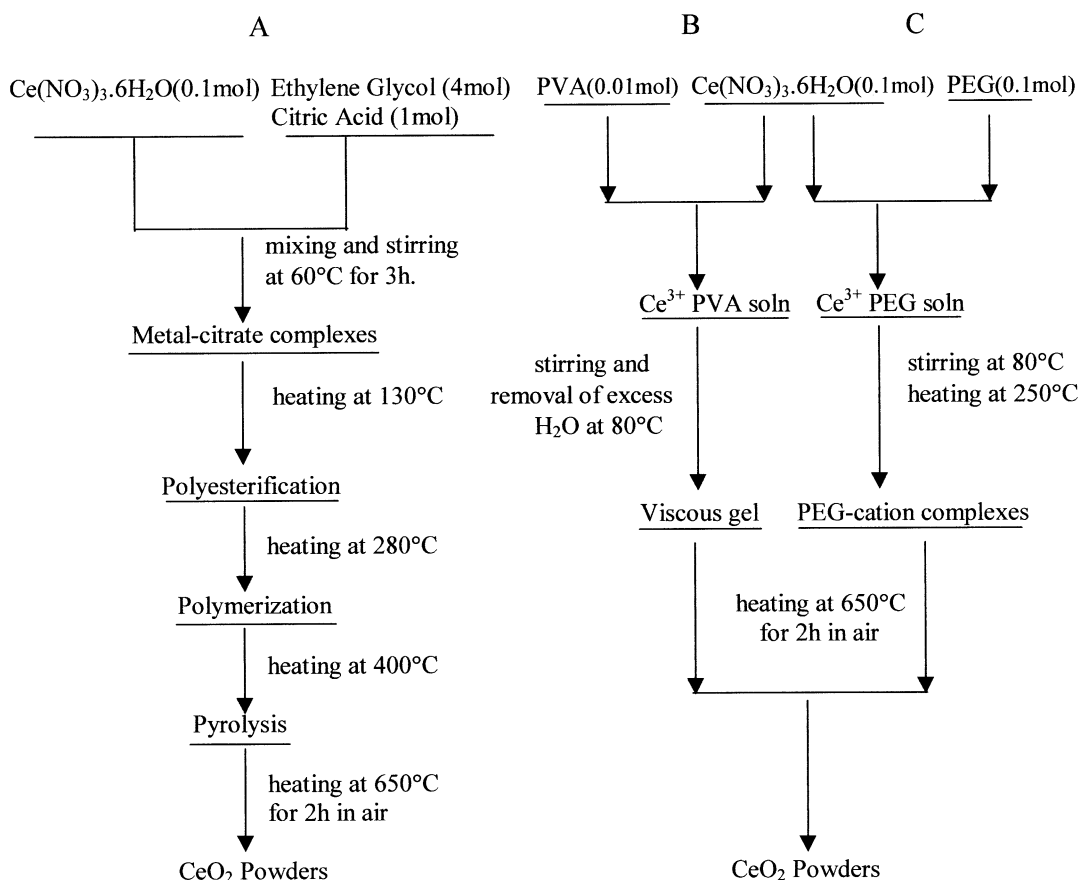 A
Ce(NO3)3.6H2O(0.1mol)
Ethylene Glycol (4mol)
Citric Acid (1mol)
mixing and stirring
at 60°C for 3h.
Metal-citrate complexes
heating at 130°C
Polyesterification
heating at 280°C
Polymerization
heating at 400°C
Pyrolysis
heating at 650°C
for 2h in air
CeO2 Powders
B
C
PVA(0.01mol)
Ce(NO3)3.6H2O(0.1mol)
PEG(0.1mol)
Ce3+ PVA soln
Ce3+ PEG soln
stirring and
removal of excess
H2O at 80°C
stirring at 80°C
heating at 250°C
Viscous gel
PEG-cation complexes
heating at 650°C
for 2h in air
CeO2 Powders